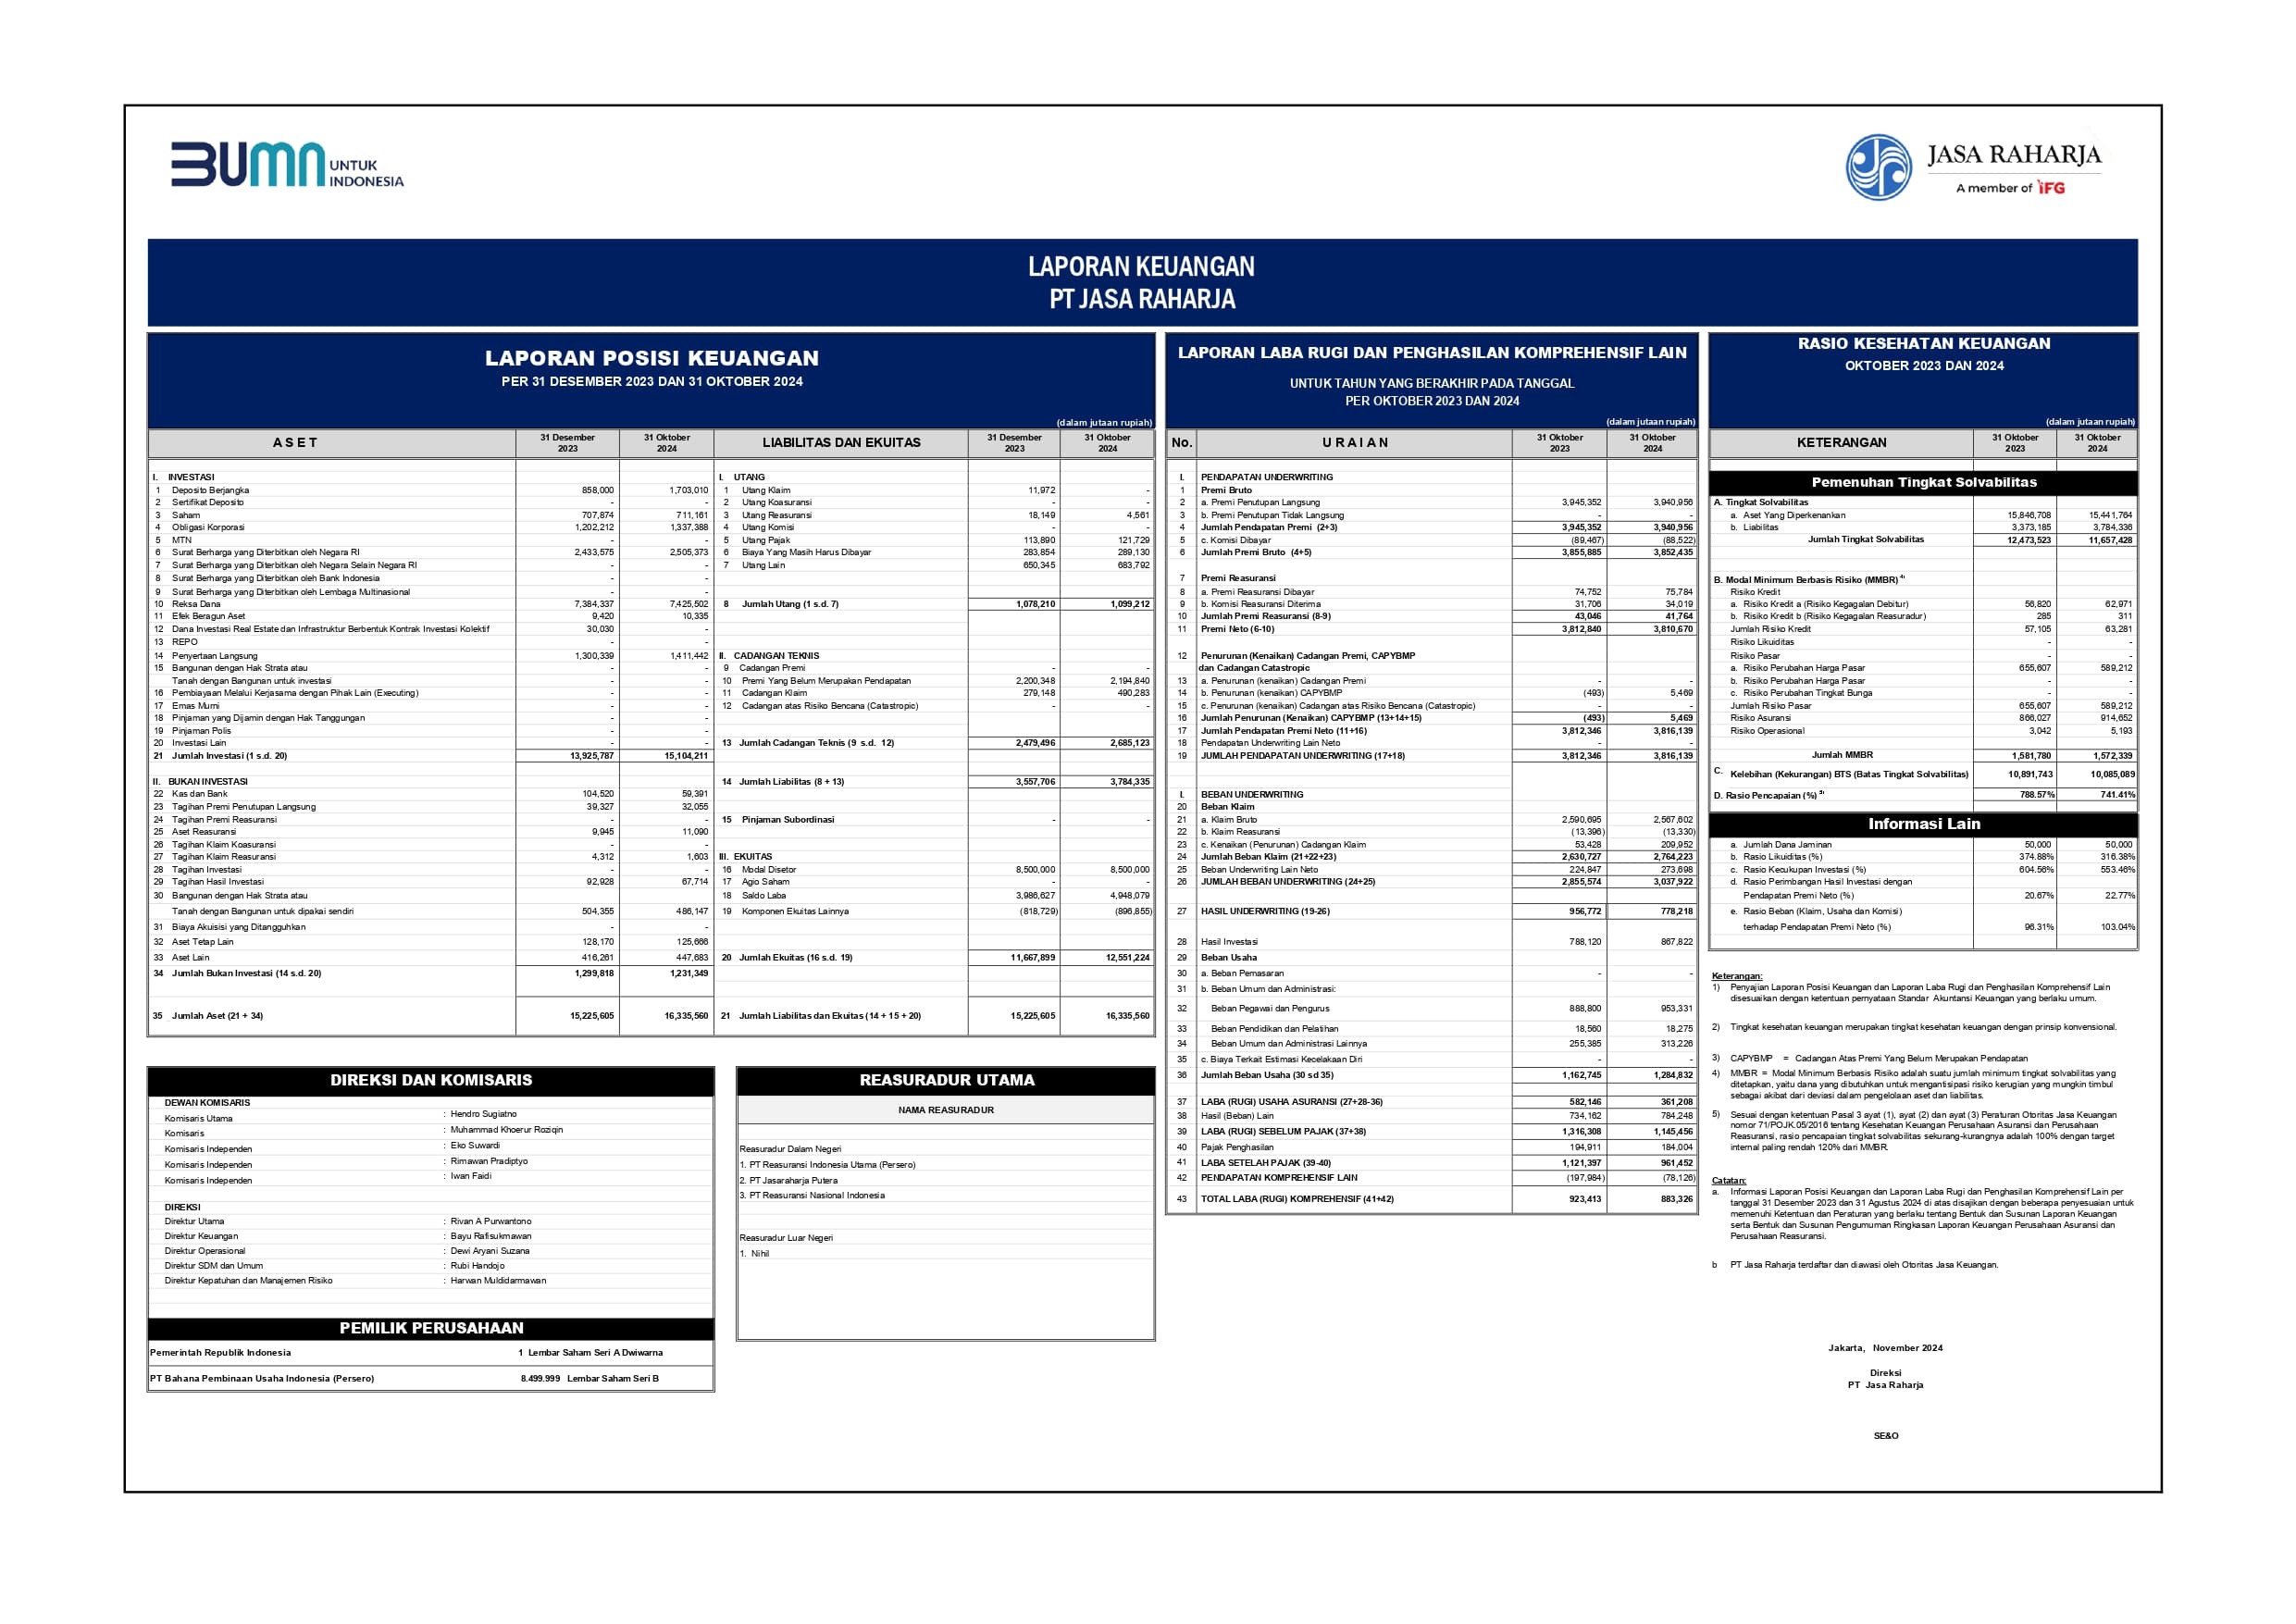 BUMN UNTUK
INDONESIA
JASA RAHARJA
A member of IFG
LAPORAN KEUANGAN
PT JASA RAHARJA
LAPORAN POSISI KEUANGAN
PER 31 DESEMBER 2023 DAN 31 OKTOBER 2024
(dalam jutaan rupiah)
A S E T 31 Desember 2023 31 Oktober 2024
I. INVESTASI
1 Deposito Berjangka 858,000 1,703,010
2 Sertifikat Deposito - -
3 Saham 707,874 711,161
4 Obligasi Korporasi 1,202,212 1,337,388
5 MTN - -
6 Surat Berharga yang Diterbitkan oleh Negara RI 2,433,575 2,505,373
7 Surat Berharga yang Diterbitkan oleh Negara Selain Negara RI - -
8 Surat Berharga yang Diterbitkan oleh Bank Indonesia - -
9 Surat Berharga yang Diterbitkan oleh Lembaga Multinasional - -
10 Reksa Dana 7,384,337 7,425,502
11 Efek Beragun Aset 9,420 10,335
12 Dana Investasi Real Estate dan Infrastruktur Berbentuk Kontrak Investasi Kolektif 30,030 -
13 REPO - -
14 Penyertaan Langsung 1,300,339 1,411,442
15 Bangunan dengan Hak Strata atau - -
Tanah dengan Bangunan untuk investasi - -
16 Pembiayaan Melalui Kerjasama dengan Pihak Lain (Executing) - -
17 Emas Murni - -
18 Pinjaman yang Dijamin dengan Hak Tanggungan - -
19 Pinjaman Polis - -
20 Investasi Lain - -
21 Jumlah Investasi (1 s.d. 20) 13,925,787 15,104,211
II. BUKAN INVESTASI
22 Kas dan Bank 104,520 59,391
23 Tagihan Premi Penutupan Langsung 39,327 32,055
24 Tagihan Premi Reasuransi - -
25 Aset Reasuransi 9,945 11,090
26 Tagihan Klaim Koasuransi - -
27 Tagihan Klaim Reasuransi 4,312 1,603
28 Tagihan Investasi - -
29 Tagihan Hasil Investasi 92,928 67,714
30 Bangunan dengan Hak Strata atau
Tanah dengan Bangunan untuk dipakai sendiri 504,355 486,147
31 Biaya Akuisisi yang Ditangguhkan - -
32 Aset Tetap Lain 128,170 125,666
33 Aset Lain 416,261 447,683
34 Jumlah Bukan Investasi (14 s.d. 20) 1,299,818 1,231,349
35 Jumlah Aset (21 + 34) 15,225,605 16,335,560
LIABILITAS DAN EKUITAS 31 Desember 2023 31 Oktober 2024
I. UTANG
1 Utang Klaim 11,972 -
2 Utang Koasuransi - -
3 Utang Reasuransi 18,149 4,561
4 Utang Komisi - -
5 Utang Pajak 113,890 121,729
6 Biaya Yang Masih Harus Dibayar 283,854 289,130
7 Utang Lain 650,345 683,792
8 Jumlah Utang (1 s.d. 7) 1,078,210 1,099,212
II. CADANGAN TEKNIS
9 Cadangan Premi - -
10 Premi Yang Belum Merupakan Pendapatan 2,200,348 2,194,840
11 Cadangan Klaim 279,148 490,283
12 Cadangan atas Risiko Bencana (Catastropic) - -
13 Jumlah Cadangan Teknis (9 s.d. 12) 2,479,496 2,685,123
14 Jumlah Liabilitas (8 + 13) 3,557,706 3,784,335
15 Pinjaman Subordinasi - -
III. EKUITAS
16 Modal Disetor 8,500,000 8,500,000
17 Agio Saham - -
18 Saldo Laba 3,986,627 4,948,079
19 Komponen Ekuitas Lainnya (818,729) (896,855)
20 Jumlah Ekuitas (16 s.d. 19) 11,667,899 12,551,224
21 Jumlah Liabilitas dan Ekuitas (14 + 15 + 20) 15,225,605 16,335,560
DIREKSI DAN KOMISARIS
DEWAN KOMISARIS
Komisaris Utama : Hendro Sugiatno
Komisaris : Muhammad Khoerur Roziqin
Komisaris Independen : Eko Suwardi
Komisaris Independen : Rimawan Pradiptyo
Komisaris Independen : Iwan Faidi
DIREKSI
Direktur Utama : Rivan A Purwantono
Direktur Keuangan : Bayu Rafisukmawan
Direktur Operasional : Dewi Aryani Suzana
Direktur SDM dan Umum : Rubi Handojo
Direktur Kepatuhan dan Manajemen Risiko : Harwan Muldidarmawan
PEMILIK PERUSAHAAN
Pemerintah Republik Indonesia 1 Lembar Saham Seri A Dwiwarna
PT Bahana Pembinaan Usaha Indonesia (Persero) 8.499.999 Lembar Saham Seri B
REASURADUR UTAMA
NAMA REASURADUR
Reasuradur Dalam Negeri
1. PT Reasuransi Indonesia Utama (Persero)
2. PT Jasaraharja Putera
3. PT Reasuransi Nasional Indonesia
Reasuradur Luar Negeri
1. Nihil
LAPORAN LABA RUGI DAN PENGHASILAN KOMPREHENSIF LAIN
UNTUK TAHUN YANG BERAKHIR PADA TANGGAL
PER OKTOBER 2023 DAN 2024
(dalam jutaan rupiah)
No. U R A I A N 31 Oktober 2023 31 Oktober 2024
I. PENDAPATAN UNDERWRITING
1 Premi Bruto
2 a. Premi Penutupan Langsung 3,945,352 3,940,956
3 b. Premi Penutupan Tidak Langsung - -
4 Jumlah Pendapatan Premi (2+3) 3,945,352 3,940,956
5 c. Komisi Dibayar (89,467) (88,522)
6 Jumlah Premi Bruto (4+5) 3,855,885 3,852,435
7 Premi Reasuransi
8 a. Premi Reasuransi Dibayar 74,752 75,784
9 b. Komisi Reasuransi Diterima 31,706 34,019
10 Jumlah Premi Reasuransi (8-9) 43,046 41,764
11 Premi Neto (6-10) 3,812,840 3,810,670
12 Penurunan (Kenaikan) Cadangan Premi, CAPYBMP
dan Cadangan Catastropic
13 a. Penurunan (kenaikan) Cadangan Premi - -
14 b. Penurunan (kenaikan) CAPYBMP (493) 5,469
15 c. Penurunan (kenaikan) Cadangan atas Risiko Bencana (Catastropic) - -
16 Jumlah Penurunan (Kenaikan) CAPYBMP (13+14+15) (493) 5,469
17 Jumlah Pendapatan Premi Neto (11+16) 3,812,346 3,816,139
18 Pendapatan Underwriting Lain Neto - -
19 JUMLAH PENDAPATAN UNDERWRITING (17+18) 3,812,346 3,816,139
I. BEBAN UNDERWRITING
20 Beban Klaim
21 a. Klaim Bruto 2,590,695 2,567,602
22 b. Klaim Reasuransi (13,396) (13,330)
23 c. Kenaikan (Penurunan) Cadangan Klaim 53,428 209,952
24 Jumlah Beban Klaim (21+22+23) 2,630,727 2,764,223
25 Beban Underwriting Lain Neto 224,847 273,698
26 JUMLAH BEBAN UNDERWRITING (24+25) 2,855,574 3,037,922
27 HASIL UNDERWRITING (19-26) 956,772 778,218
28 Hasil Investasi 788,120 867,822
29 Beban Usaha
30 a. Beban Pemasaran - -
31 b. Beban Umum dan Administrasi:
32 Beban Pegawai dan Pengurus 888,800 953,331
33 Beban Pendidikan dan Pelatihan 18,560 18,275
34 Beban Umum dan Administrasi Lainnya 255,385 313,226
35 c. Biaya Terkait Estimasi Kecelakaan Diri - -
36 Jumlah Beban Usaha (30 sd 35) 1,162,745 1,284,832
37 LABA (RUGI) USAHA ASURANSI (27+28-36) 582,146 361,208
38 Hasil (Beban) Lain 734,162 784,248
39 LABA (RUGI) SEBELUM PAJAK (37+38) 1,316,308 1,145,456
40 Pajak Penghasilan 194,911 184,004
41 LABA SETELAH PAJAK (39-40) 1,121,397 961,452
42 PENDAPATAN KOMPREHENSIF LAIN (197,984) (78,126)
43 TOTAL LABA (RUGI) KOMPREHENSIF (41+42) 923,413 883,326
RASIO KESEHATAN KEUANGAN
OKTOBER 2023 DAN 2024
(dalam jutaan rupiah)
KETERANGAN 31 Oktober 2023 31 Oktober 2024
Pemenuhan Tingkat Solvabilitas
A. Tingkat Solvabilitas
a. Aset Yang Diperkenankan 15,846,708 15,441,764
b. Liabilitas 3,373,185 3,784,336
Jumlah Tingkat Solvabilitas 12,473,523 11,657,428
B. Modal Minimum Berbasis Risiko (MMBR) 4)
Risiko Kredit
a. Risiko Kredit a (Risiko Kegagalan Debitur) 56,820 62,971
b. Risiko Kredit b (Risiko Kegagalan Reasuradur) 285 311
Jumlah Risiko Kredit 57,105 63,281
Risiko Likuiditas - -
Risiko Pasar - -
a. Risiko Perubahan Harga Pasar 655,607 589,212
b. Risiko Perubahan Harga Pasar - -
c. Risiko Perubahan Tingkat Bunga - -
Jumlah Risiko Pasar 655,607 589,212
Risiko Asuransi 866,027 914,652
Risiko Operasional 3,042 5,193
Jumlah MMBR 1,581,780 1,572,339
C. Kelebihan (Kekurangan) BTS (Batas Tingkat Solvabilitas) 10,891,743 10,085,089
D. Rasio Pencapaian (%) 788.57% 741.41%
Informasi Lain
a. Jumlah Dana Jaminan 50,000 50,000
b. Rasio Likuiditas (%) 374.88% 316.38%
c. Rasio Kecukupan Investasi (%) 604.56% 553.46%
d. Rasio Perimbangan Hasil Investasi dengan
Pendapatan Premi Neto (%) 20.67% 22.77%
e. Rasio Beban (Klaim, Usaha dan Komisi)
terhadap Pendapatan Premi Neto (%) 96.31% 103.04%
Keterangan:
1) Penyajian Laporan Posisi Keuangan dan Laporan Laba Rugi dan Penghasilan Komprehensif Lain
disesuaikan dengan ketentuan pernyataan Standar Akuntansi Keuangan yang berlaku umum.
2) Tingkat kesehatan keuangan merupakan tingkat kesehatan keuangan dengan prinsip konvensional.
3) CAPYBMP = Cadangan Atas Premi Yang Belum Merupakan Pendapatan
4) MMBR = Modal Minimum Berbasis Risiko adalah suatu jumlah minimum tingkat solvabilitas yang
ditetapkan, yaitu dana yang dibutuhkan untuk mengantisipasi risiko kerugian yang mungkin timbul
sebagai akibat dari deviasi dalam pengelolaan aset dan liabilitas.
5) Sesuai dengan ketentuan Pasal 3 ayat (1), ayat (2) dan ayat (3) Peraturan Otoritas Jasa Keuangan
nomor 71/POJK.05/2016 tentang Kesehatan Keuangan Perusahaan Asuransi dan Perusahaan
Reasuransi, rasio pencapaian tingkat solvabilitas sekurang-kurangnya adalah 100% dengan target
internal paling rendah 120% dari MMBR.
Catatan:
a. Informasi Laporan Posisi Keuangan dan Laporan Laba Rugi dan Penghasilan Komprehensif Lain per
tanggal 31 Desember 2023 dan 31 Agustus 2024 di atas disajikan dengan beberapa penyesuaian untuk
memenuhi Ketentuan dan Peraturan yang berlaku tentang Bentuk dan Susunan Laporan Keuangan
serta Bentuk dan Susunan Pengumuman Ringkasan Laporan Keuangan Perusahaan Asuransi dan
Perusahaan Reasuransi.
b PT Jasa Raharja terdaftar dan diawasi oleh Otoritas Jasa Keuangan.
Jakarta, November 2024
Direksi
PT Jasa Raharja
SE&O